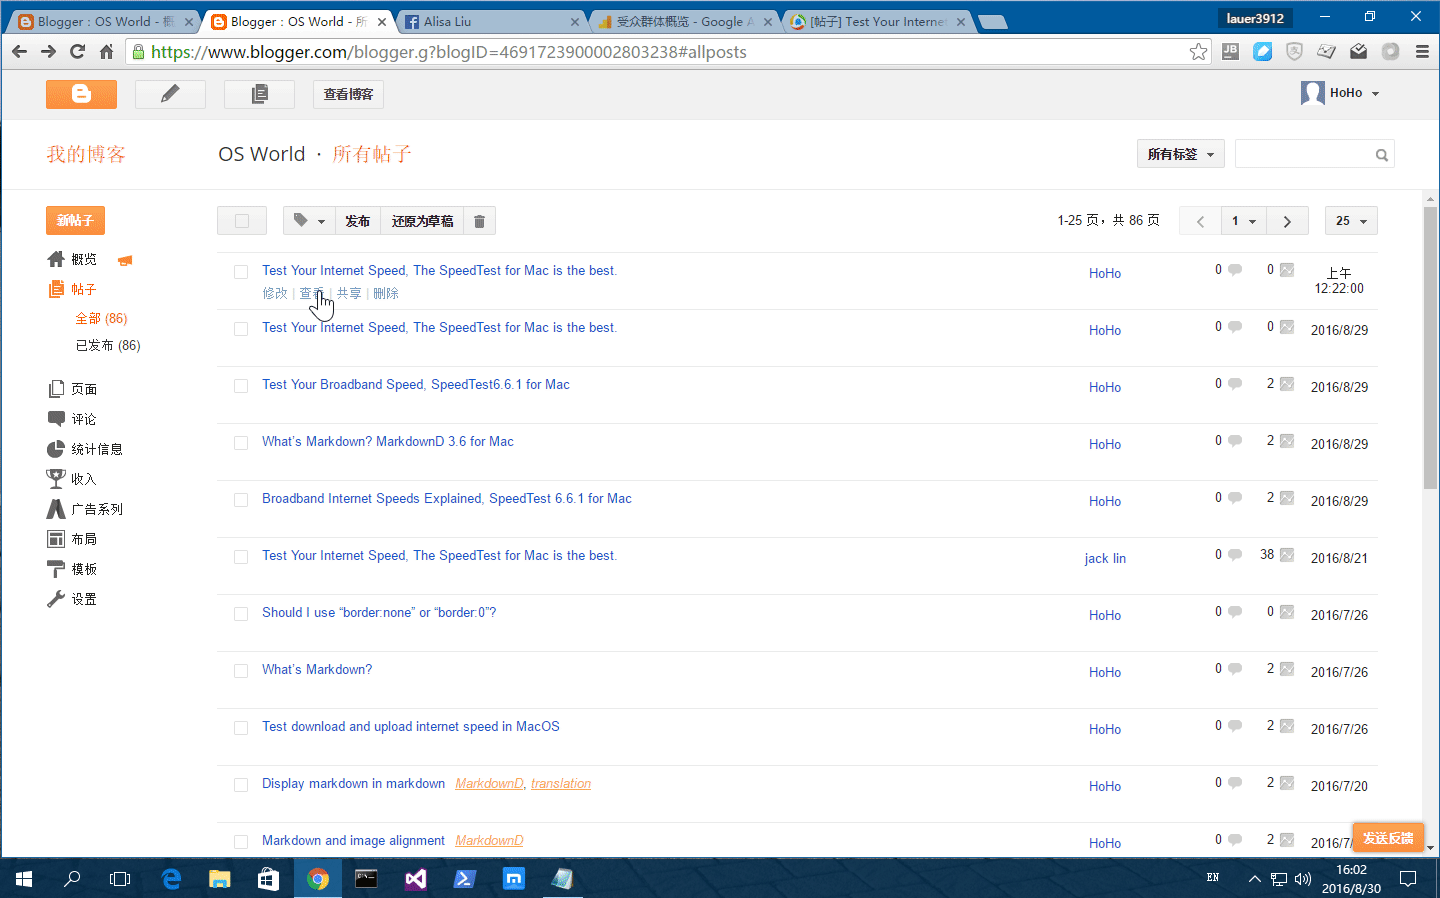 Blogger : OS World - 概
Blogger : OS World - 所
Alisa Liu
受众群体概览 - Google A
[帖子] Test Your Internet
lauer3912
https://www.blogger.com/blogger.g?blogID=4691723900002803238#allposts
JB
查看博客
HoHo
我的博客
OS World · 所有帖子
所有标签
新帖子
发布
还原为草稿
1-25 页，共 86 页
1
25
概览
帖子
全部 (86)
已发布 (86)
页面
评论
统计信息
收入
广告系列
布局
模板
设置
Test Your Internet Speed, The SpeedTest for Mac is the best. HoHo 0 0 上午 12:22:00
修改 | 查看 | 共享 | 删除
Test Your Internet Speed, The SpeedTest for Mac is the best. HoHo 0 0 2016/8/29
Test Your Broadband Speed, SpeedTest6.6.1 for Mac HoHo 0 2 2016/8/29
What's Markdown? MarkdownD 3.6 for Mac HoHo 0 2 2016/8/29
Broadband Internet Speeds Explained, SpeedTest 6.6.1 for Mac HoHo 0 2 2016/8/29
Test Your Internet Speed, The SpeedTest for Mac is the best. jack lin 0 38 2016/8/21
Should I use “border:none” or “border:0”? HoHo 0 0 2016/7/26
What's Markdown? HoHo 0 2 2016/7/26
Test download and upload internet speed in MacOS HoHo 0 2 2016/7/26
Display markdown in markdown MarkdownD, translation HoHo 0 2 2016/7/20
Markdown and image alignment MarkdownD HoHo 0 2 2016/7/
发送反馈
EN
16:02
2016/8/30